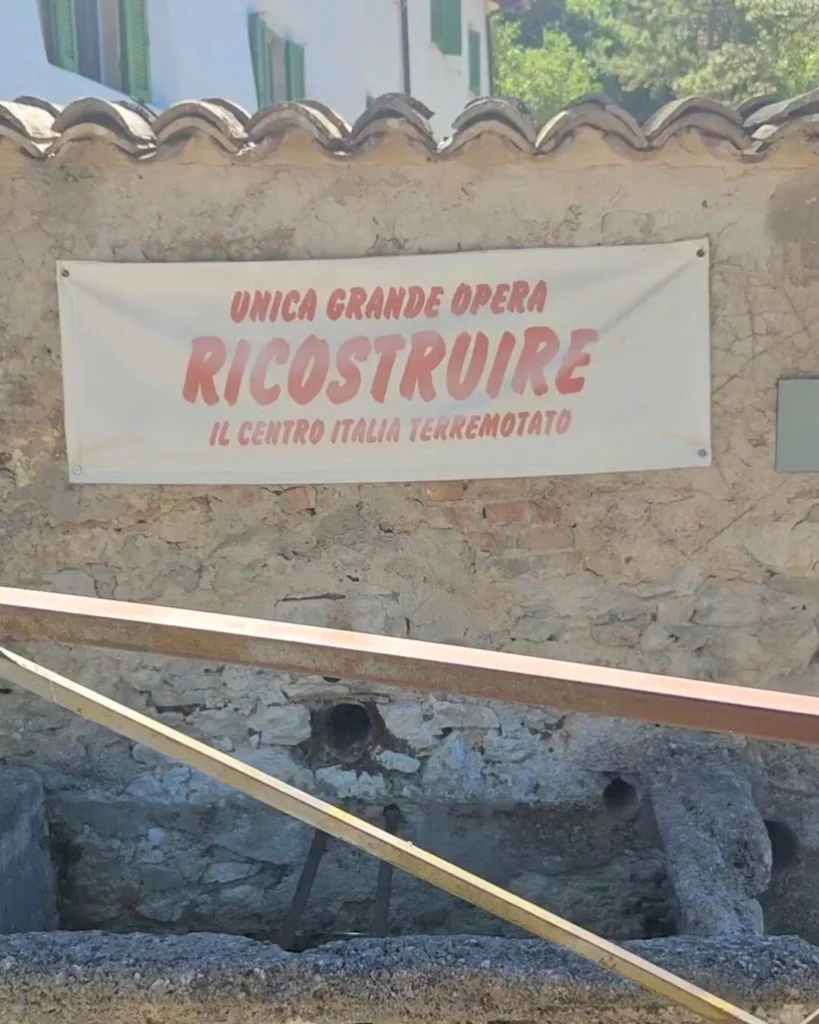 UNICA GRANDE OPERA
RICOSTRUIRE
IL CENTRO ITALIA TERREMOTATO